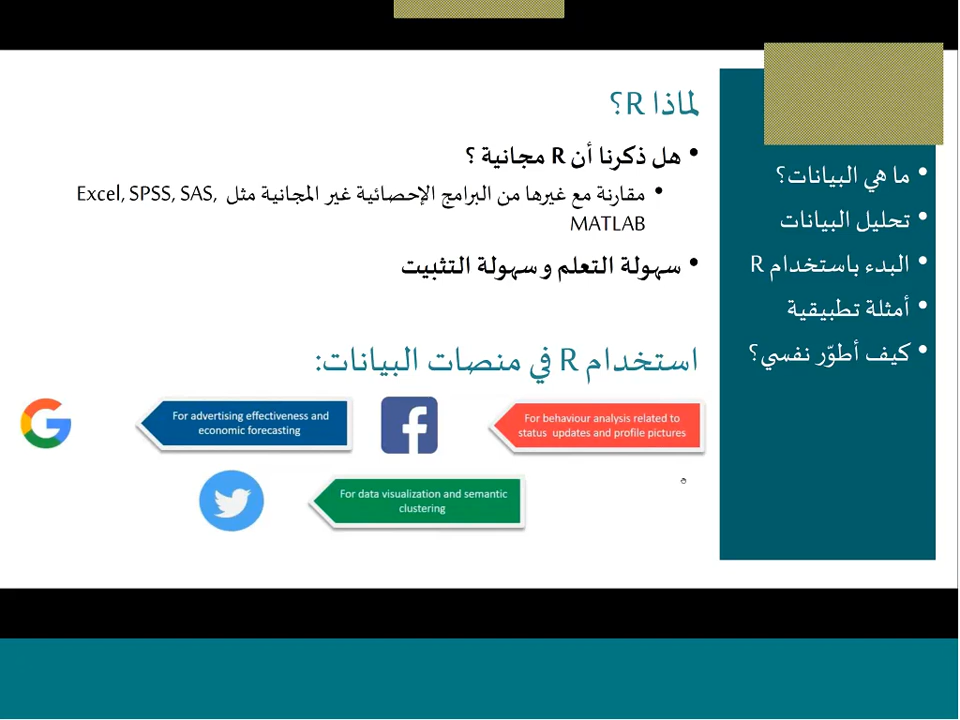 لماذا R؟
• هل ذكرنا أن R مجانية ؟
• مقارنة مع غيرها من البرامج الإحصائية غير المجانية مثل Excel, SPSS, SAS,
MATLAB
• سهولة التعلم وسهولة التثبيت
استخدام R في منصات البيانات:
For advertising effectiveness and
economic forecasting
For behaviour analysis related to
status updates and profile pictures
For data visualization and semantic
clustering
• ما هي البيانات؟
• تحليل البيانات
• البدء باستخدام R
• أمثلة تطبيقية
• كيف أطوّر نفسي؟